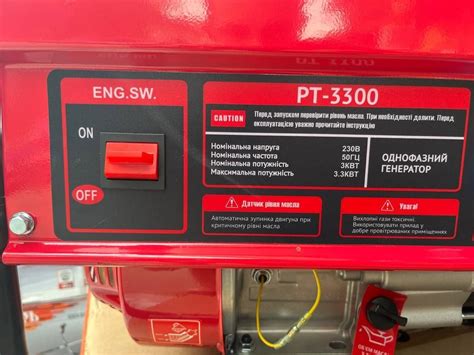 ENG.SW.
ON
OFF
PT-3300
CAUTION
Перед запуском перевірити рівень масла. При необхідності долити. Перед
експлуатацією уважно прочитайте інструкцію
Номінальна напруга 230В
Номінальна частота 50ГЦ
Номінальна потужність 3КВТ
Максимальна потужність 3.3КВТ
ОДНОФАЗНИЙ
ГЕНЕРАТОР
Датчик рівня масла
Автоматична зупинка двигуна при
критичному рівні масла
Увага!
Вихлопні гази токсичні.
Використовувати прилад у
добре провітрюваних приміщеннях